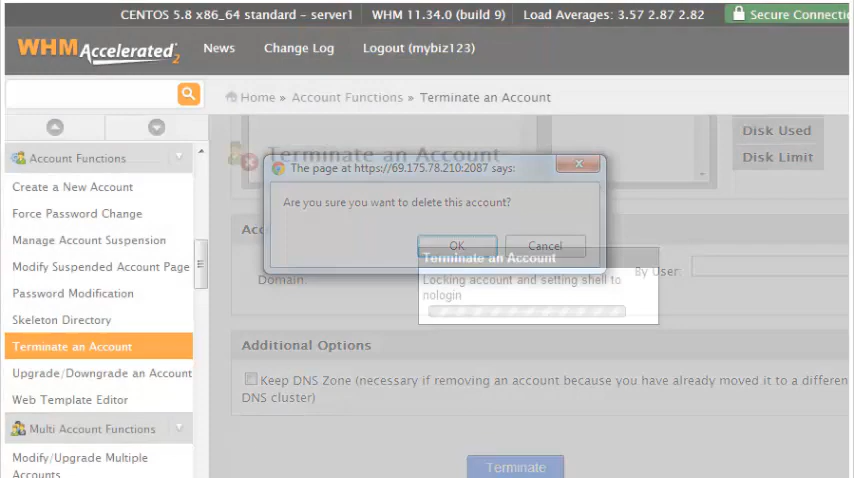 CENTOS 5.8 x86_64 standard - server1 WHM 11.34.0 (build 9) Load Averages: 3.57 2.87 2.82 Secure Connectio
WHM Accelerated 2 News Change Log Logout (mybiz123)
Home » Account Functions » Terminate an Account
Account Functions
Create a New Account
Force Password Change
Manage Account Suspension
Modify Suspended Account Page
Password Modification
Skeleton Directory
Terminate an Account
Upgrade/Downgrade an Account
Web Template Editor
Multi Account Functions
Modify/Upgrade Multiple
Accounts
Disk Used
Disk Limit
Terminate an Account
The page at https://69.175.78.210:2087 says:
Are you sure you want to delete this account?
OK Cancel
Terminate an Account
Locking account and setting shell to
nologin
Domain:
By User:
Additional Options
Keep DNS Zone (necessary if removing an account because you have already moved it to a differen
DNS cluster)
Terminate